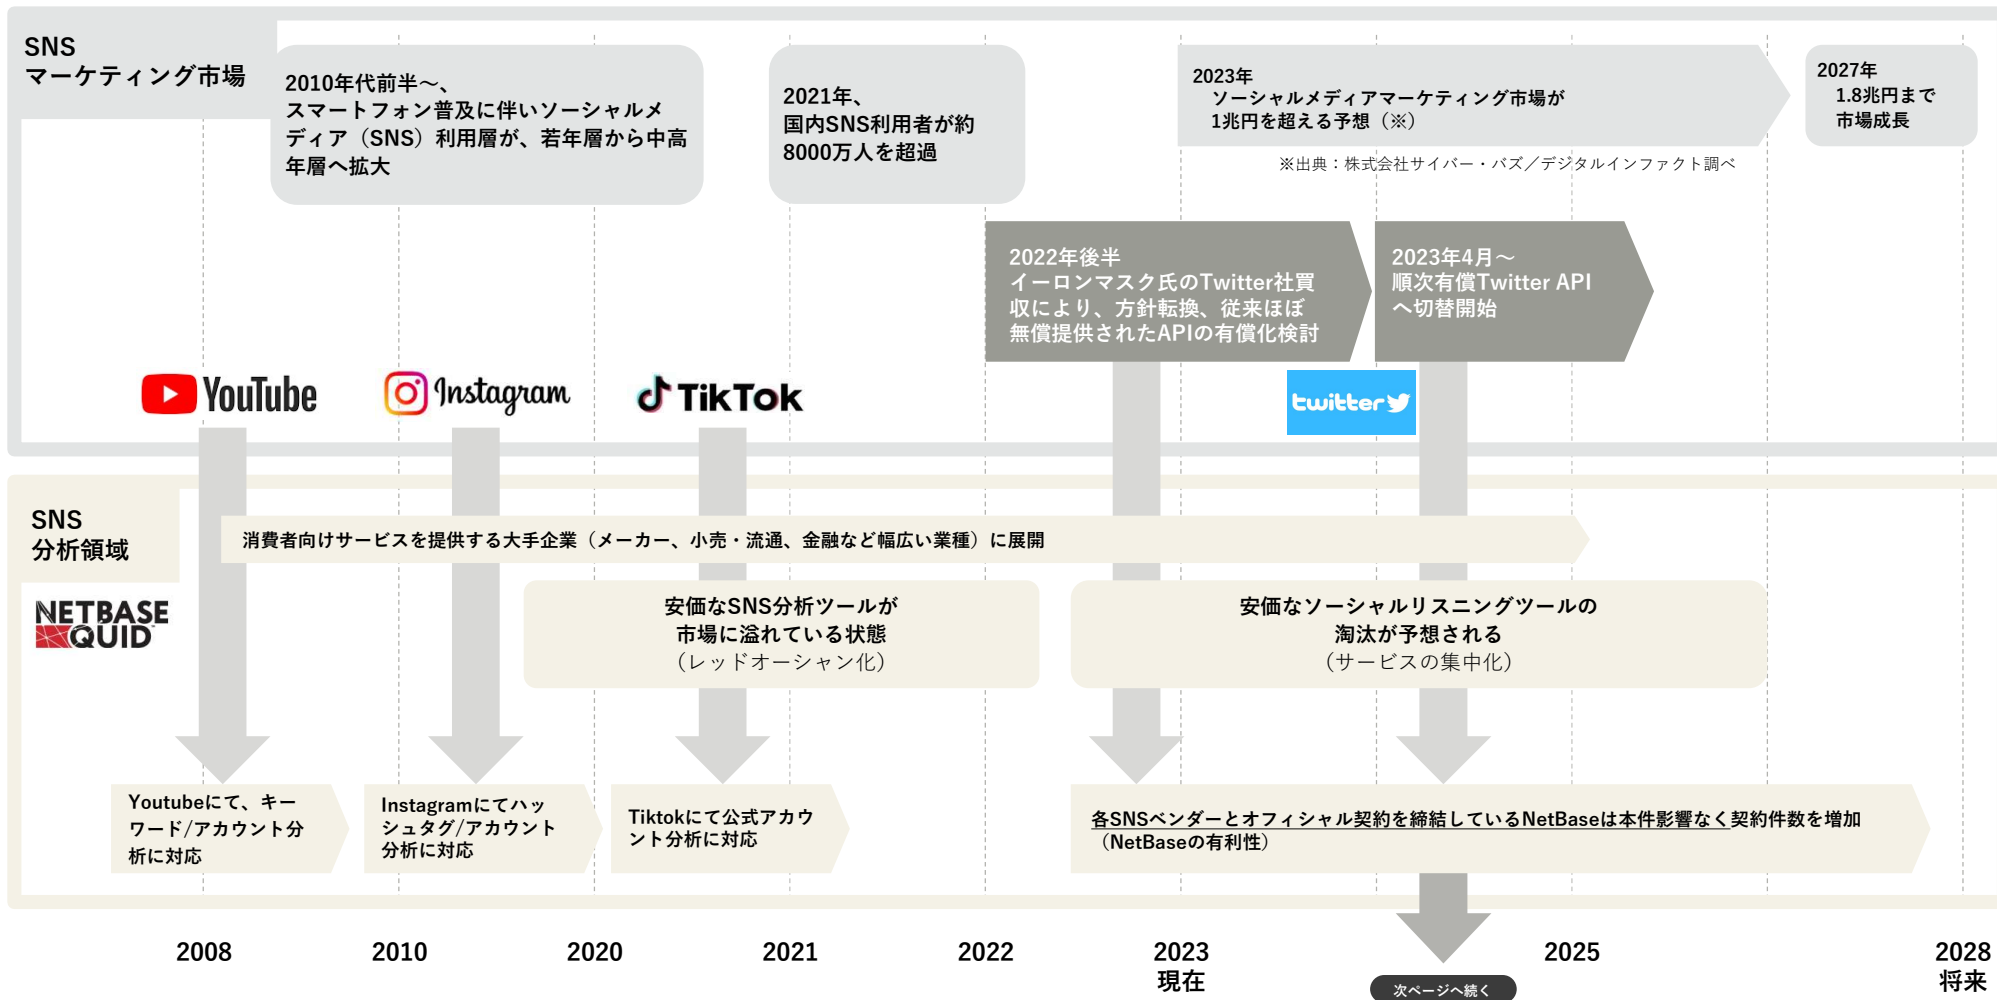 SNS
マーケティング市場
2010年代前半～、
スマートフォン普及に伴いソーシャルメ
ディア（SNS）利用層が、若年層から中高
年層へ拡大
2021年、
国内SNS利用者が約
8000万人を超過
2023年
ソーシャルメディアマーケティング市場が
1兆円を超える予想（※）
2027年
1.8兆円まで
市場成長
※出典：株式会社サイバー・バズ／デジタルインファクト調べ
2022年後半
イーロンマスク氏のTwitter社買
収により、方針転換、従来ほぼ
無償提供されたAPIの有償化検討
2023年4月～
順次有償Twitter API
へ切替開始
YouTube
Instagram
TikTok
twitter
SNS
分析領域
消費者向けサービスを提供する大手企業（メーカー、小売・流通、金融など幅広い業種）に展開
NETBASE
QUID
安価なSNS分析ツールが
市場に溢れている状態
（レッドオーシャン化）
安価なソーシャルリスニングツールの
淘汰が予想される
（サービスの集中化）
Youtubeにて、キー
ワード/アカウント分
析に対応
Instagramにてハッ
シュタグ/アカウント
分析に対応
Tiktokにて公式アカウ
ント分析に対応
各SNSベンダーとオフィシャル契約を締結しているNetBaseは本件影響なく契約件数を増加
（NetBaseの有利性）
2008
2010
2020
2021
2022
2023
現在
2025
2028
将来
次ページへ続く